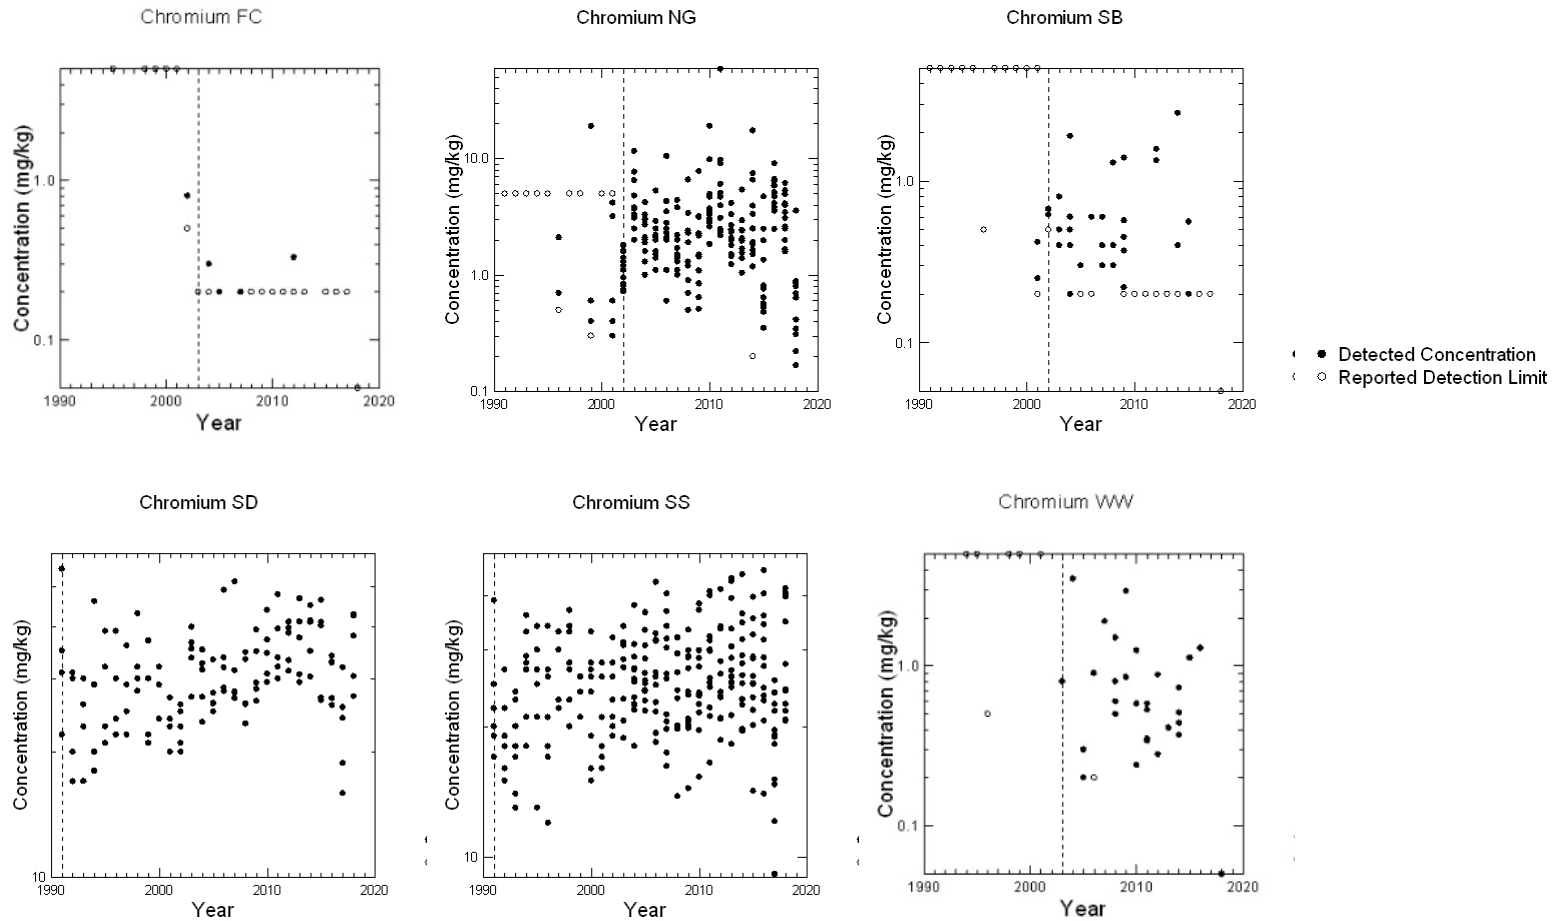 Chromium FC
Chromium NG
Chromium SB
Concentration (mg/kg)
1.0
0.1
1990
2000
2010
2020
Year
Concentration (mg/kg)
10.0
1.0
0.1
1990
2000
2010
2020
Year
Concentration (mg/kg)
1.0
0.1
1990
2000
2010
2020
Year
Detected Concentration
Reported Detection Limit
Chromium SD
Chromium SS
Chromium WW
Concentration (mg/kg)
10
1990
2000
2010
2020
Year
Concentration (mg/kg)
10
1990
2000
2010
2020
Year
Concentration (mg/kg)
1.0
0.1
1990
2000
2010
2020
Year